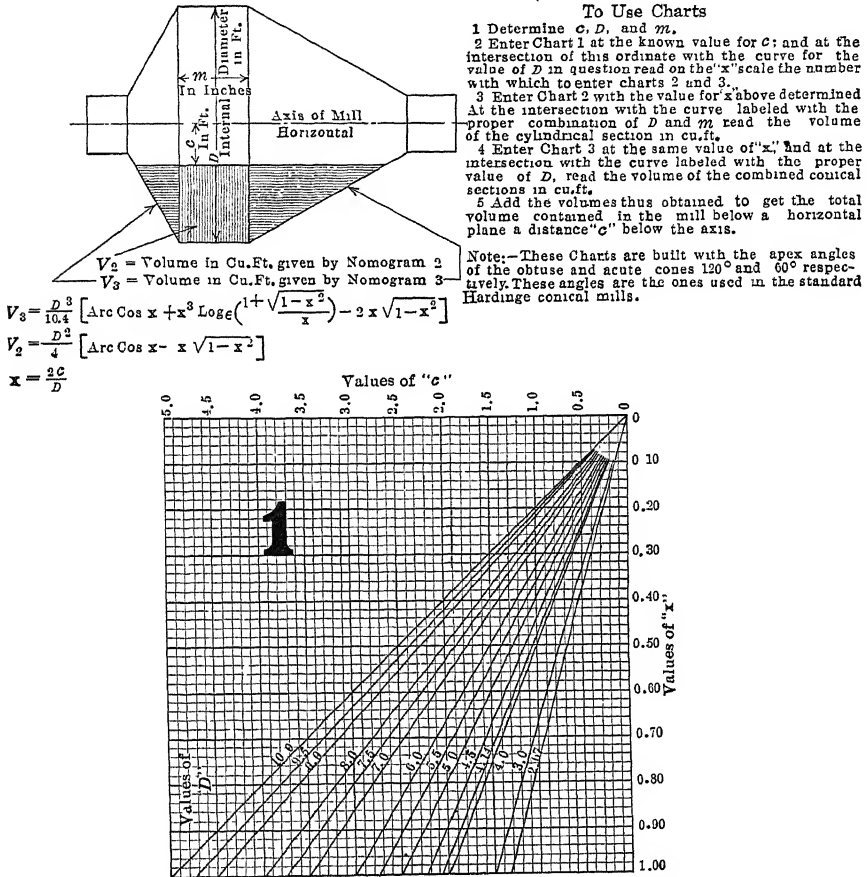 To Use Charts
1 Determine c, D, and m.
2 Enter Chart 1 at the known value for c; and at the
intersection of this ordinate with the curve for the
value of D in question read on the "x" scale the number
with which to enter charts 2 and 3.
3 Enter Chart 2 with the value for "x" above determined
At the intersection with the curve labeled with the
proper combination of D and m read the volume
of the cylindrical section in cu.ft.
4 Enter Chart 3 at the same value of "x," and at the
intersection with the curve labeled with the proper
value of D, read the volume of the combined conical
sections in cu.ft.
5 Add the volumes thus obtained to get the total
volume contained in the mill below a horizontal
plane a distance "c" below the axis.
Note:—These Charts are built with the apex angles
of the obtuse and acute cones 120° and 60° respec-
tively. These angles are the ones used in the standard
Hardinge conical mills.
m
In Inches
Diameter
in Ft.
Internal
D
c
In Ft.
Axis of Mill
Horizontal
V2 = Volume in Cu.Ft. given by Nomogram 2
V3 = Volume in Cu.Ft. given by Nomogram 3
V3 = D^3/10.4 [Arc Cos x + x^3 Logε(1+√(1-x^2)/x) - 2x√(1-x^2)]
V2 = D^2/4 [Arc Cos x - x √(1-x^2)]
x = 2C/D
Values of "c"
5.0 4.5 4.0 3.5 3.0 2.5 2.0 1.5 1.0 0.5 0
0
0 10
0.20
0.30
0.40
0.50
0.60
0.70
0.80
0.90
1.00
Values of "x"
1
Values of
"D"
10.0 9.5 8.0 7.5 7.0 6.0 5.5 5.0 4.0 3.0